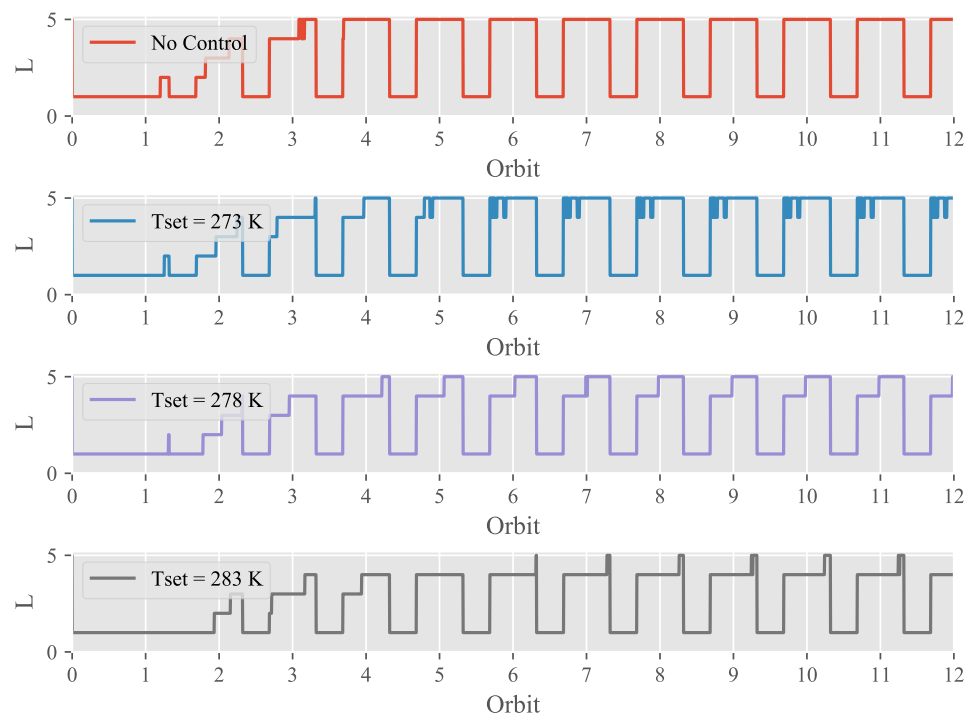 5
No Control
L
0
0 1 2 3 4 5 6 7 8 9 10 11 12
Orbit
5
Tset = 273 K
L
0
0 1 2 3 4 5 6 7 8 9 10 11 12
Orbit
5
Tset = 278 K
L
0
0 1 2 3 4 5 6 7 8 9 10 11 12
Orbit
5
Tset = 283 K
L
0
0 1 2 3 4 5 6 7 8 9 10 11 12
Orbit